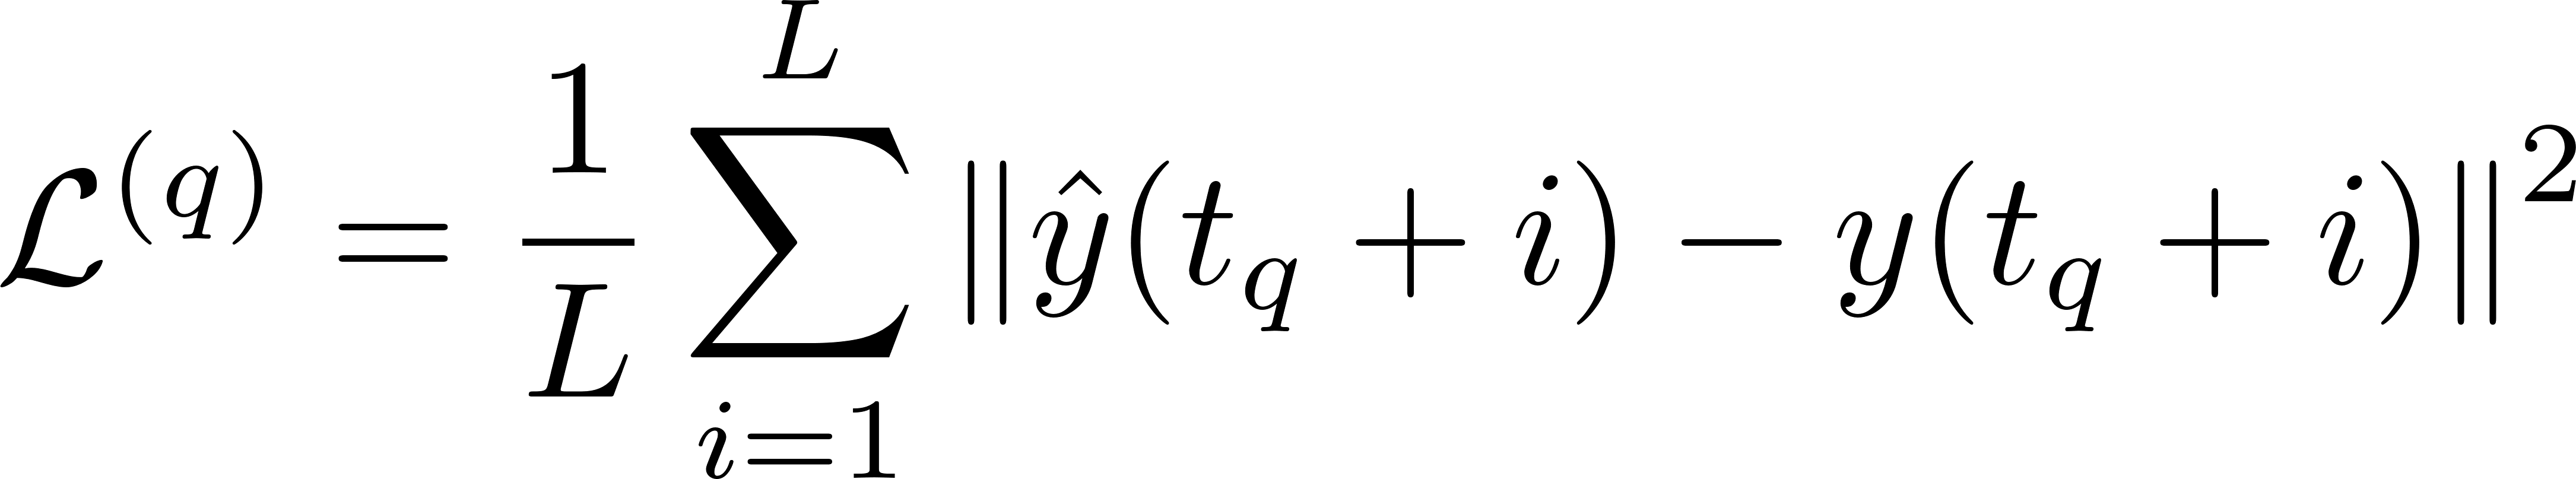 \mathcal{L}^{(q)} = \frac{1}{L} \sum_{i=1}^{L} \| \hat{y}(t_q + i) - y(t_q + i) \|^2